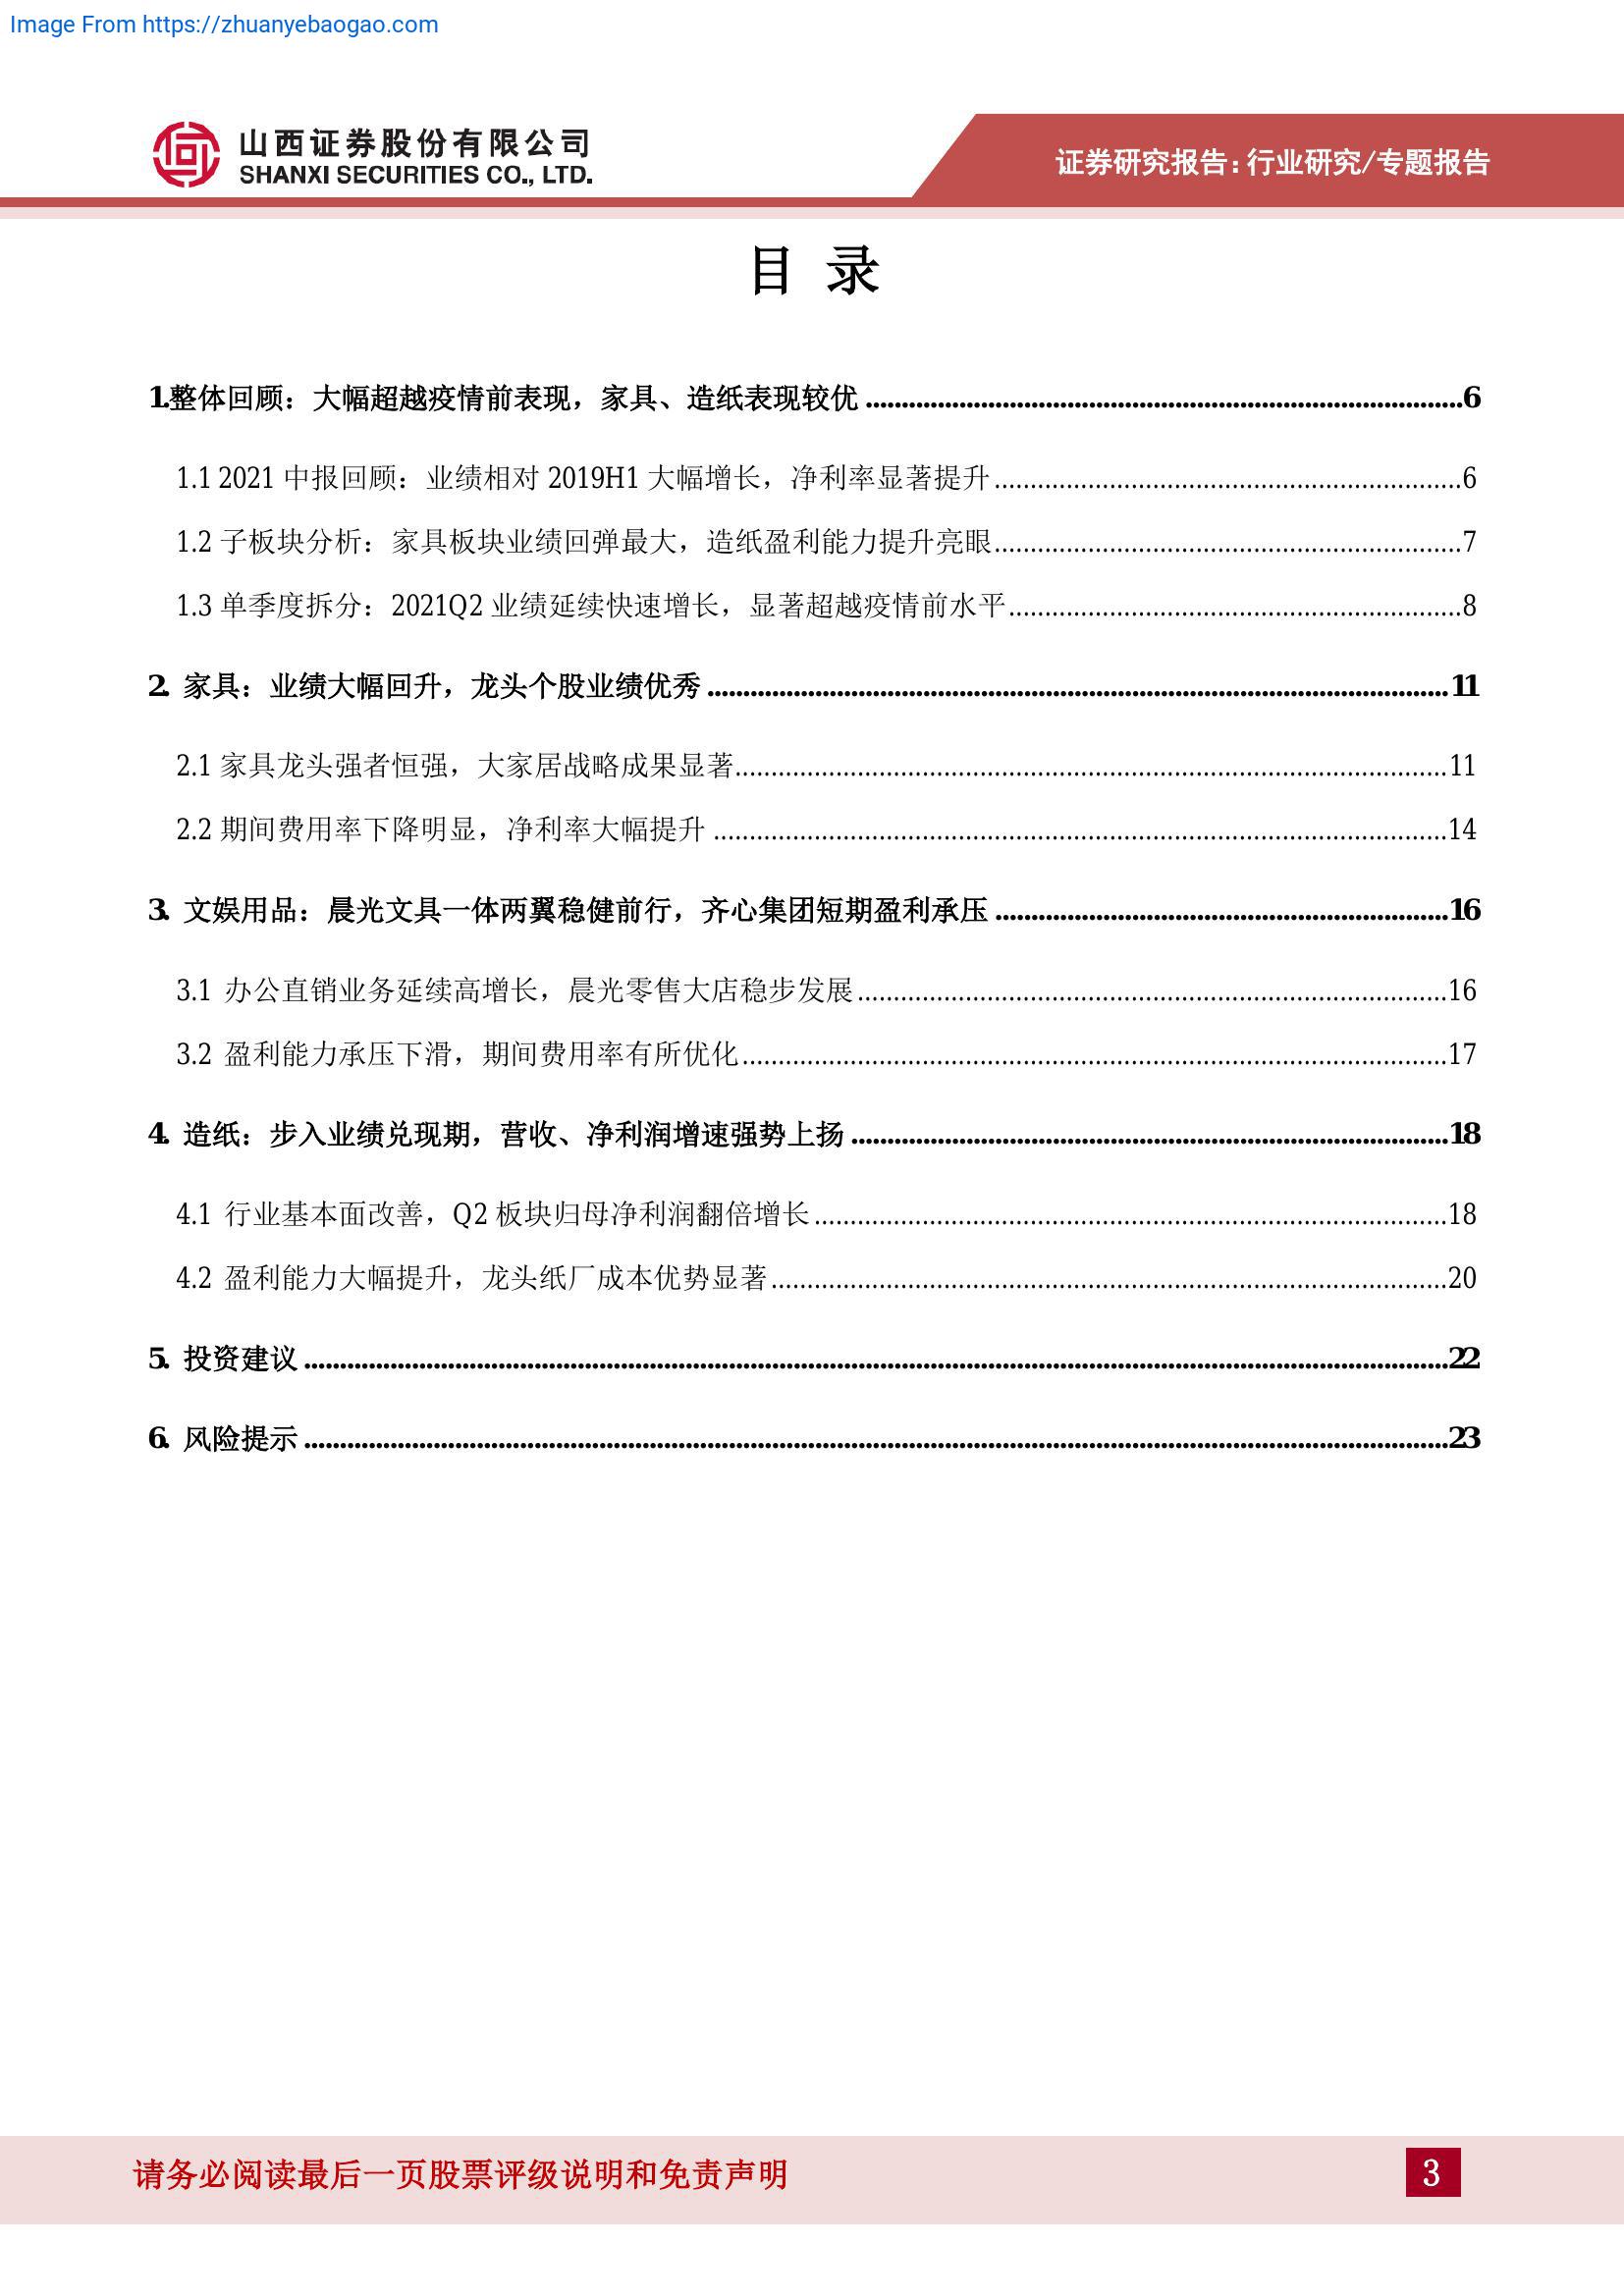 Image From https://zhuanyebaogao.com
山西证券股份有限公司
SHANXI SECURITIES CO., LTD.
证券研究报告:行业研究/专题报告
目 录
1.整体回顾：大幅超越疫情前表现，家具、造纸表现较优........6
1.1 2021 中报回顾：业绩相对 2019H1 大幅增长，净利率显著提升........6
1.2 子板块分析：家具板块业绩回弹最大，造纸盈利能力提升亮眼........7
1.3 单季度拆分：2021Q2 业绩延续快速增长，显著超越疫情前水平........8
2. 家具：业绩大幅回升，龙头个股业绩优秀........11
2.1 家具龙头强者恒强，大家居战略成果显著........11
2.2 期间费用率下降明显，净利率大幅提升........14
3. 文娱用品：晨光文具一体两翼稳健前行，齐心集团短期盈利承压........16
3.1 办公直销业务延续高增长，晨光零售大店稳步发展........16
3.2 盈利能力承压下滑，期间费用率有所优化........17
4. 造纸：步入业绩兑现期，营收、净利润增速强势上扬........18
4.1 行业基本面改善，Q2 板块归母净利润翻倍增长........18
4.2 盈利能力大幅提升，龙头纸厂成本优势显著........20
5. 投资建议........22
6. 风险提示........23
请务必阅读最后一页股票评级说明和免责声明
3